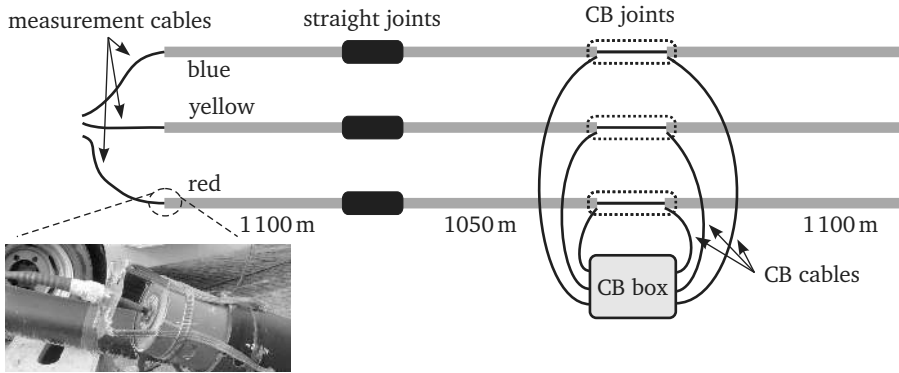 straight joints
CB joints
measurement cables
blue
yellow
red
1 100 m
1050 m
1 100 m
CB cables
CB box